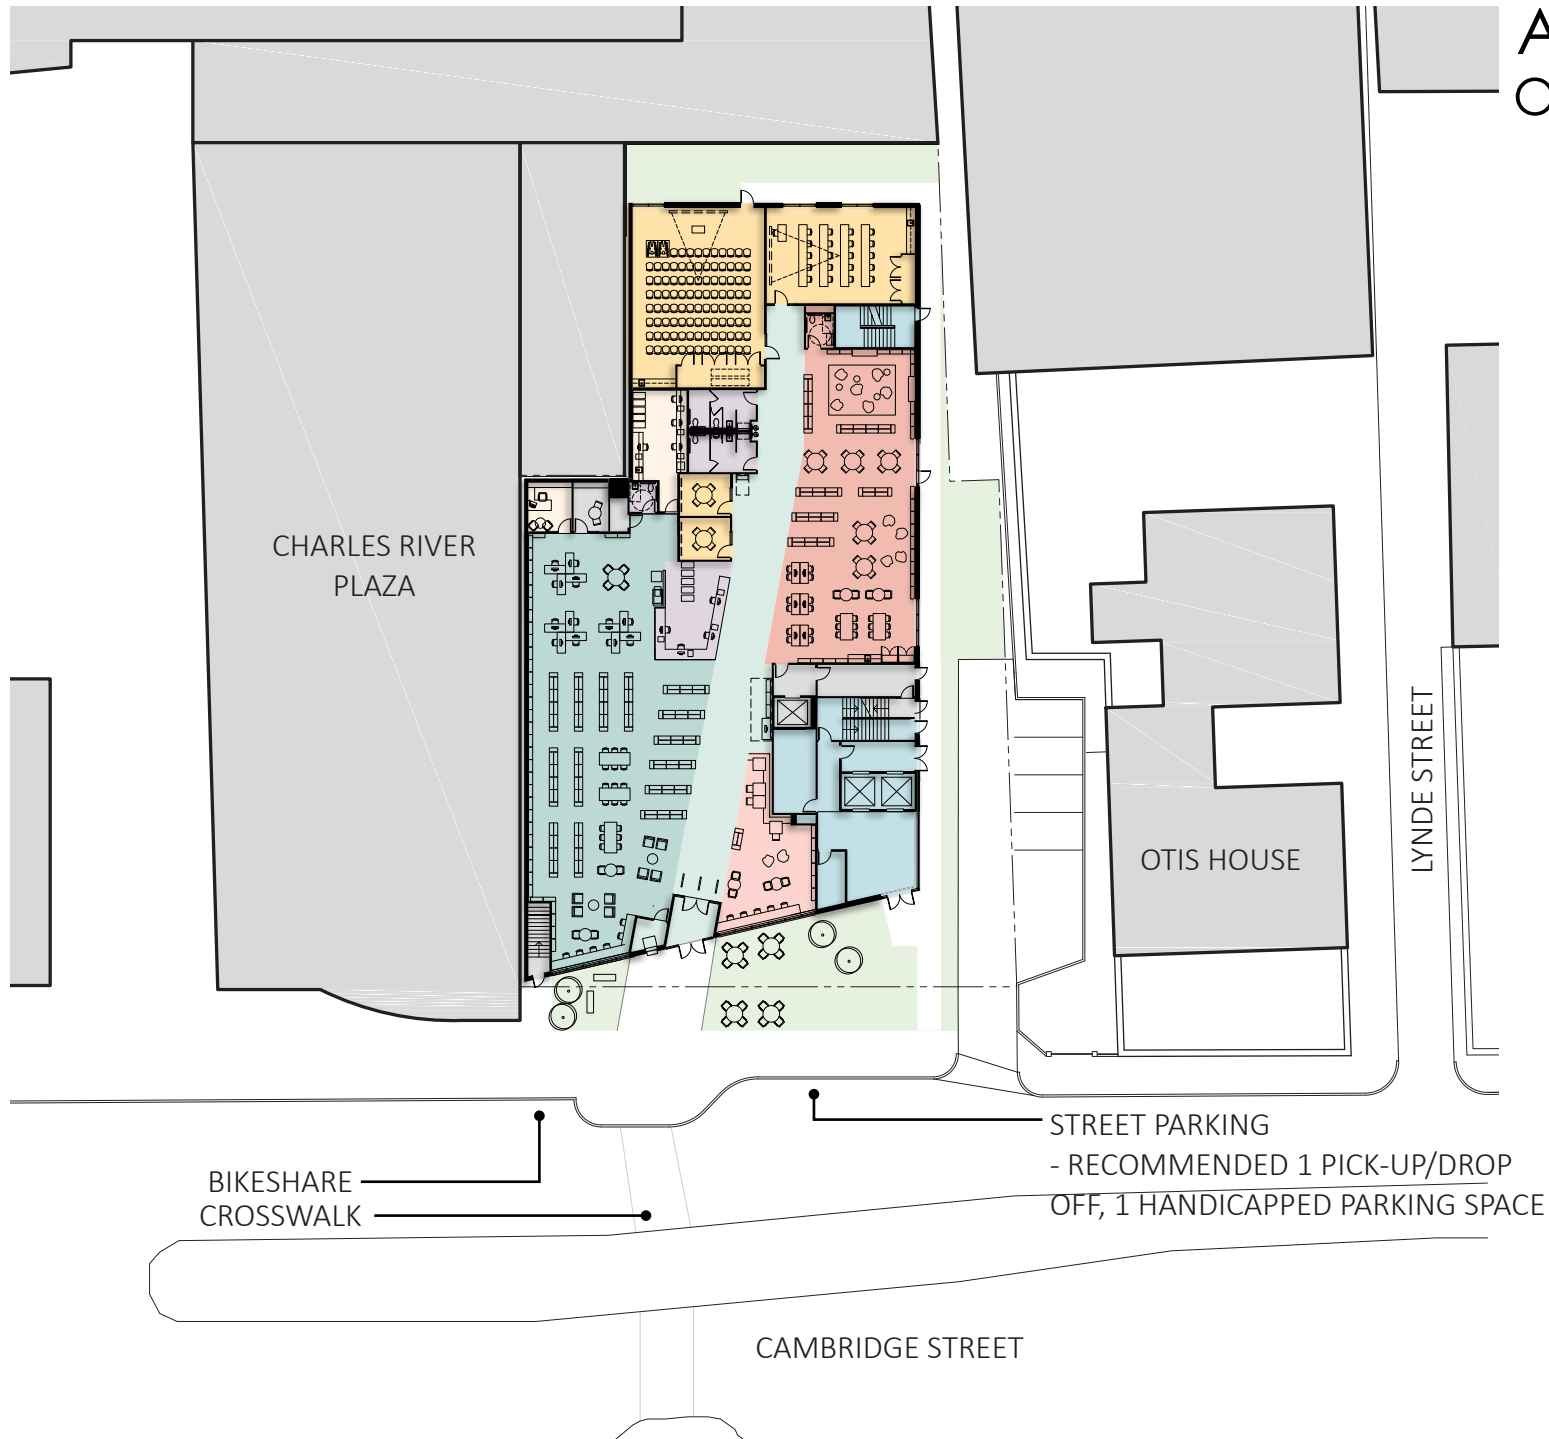 A
CHARLES RIVER
PLAZA
OTIS HOUSE
LYNDE STREET
STREET PARKING
- RECOMMENDED 1 PICK-UP/DROP
OFF, 1 HANDICAPPED PARKING SPACE
BIKESHARE
CROSSWALK
CAMBRIDGE STREET